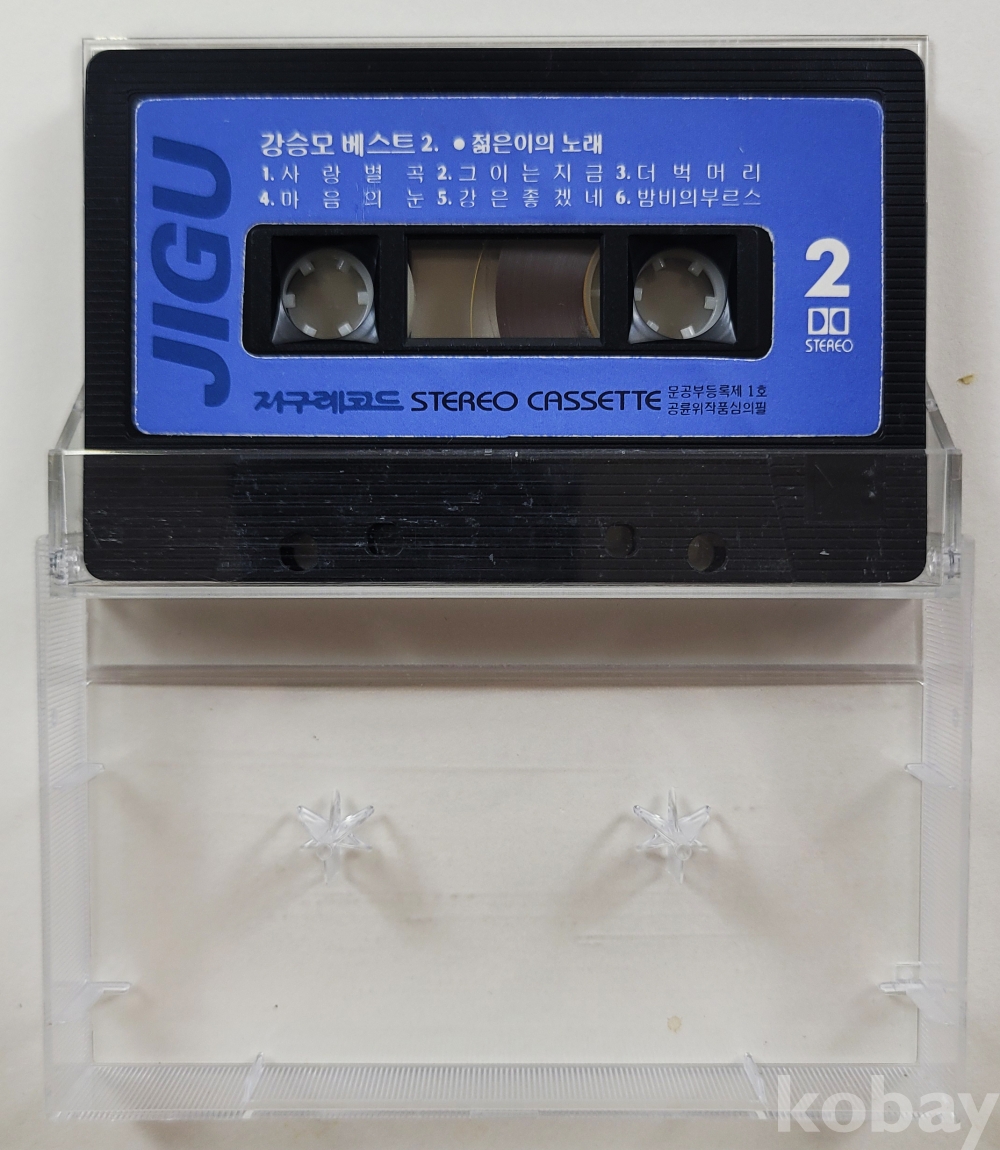 JIGU
강승모 베스트 2. ● 젊은이의 노래
1. 사 랑 별 곡 2. 그 이 는 지 금 3. 더 벅 머 리
4. 마 음 의 눈 5. 강 은 좋 겠 네 6. 밤비의부르스
2
STEREO
지구레코드 STEREO CASSETTE
문공부등록제 1호
공륜위작품심의필
kobay